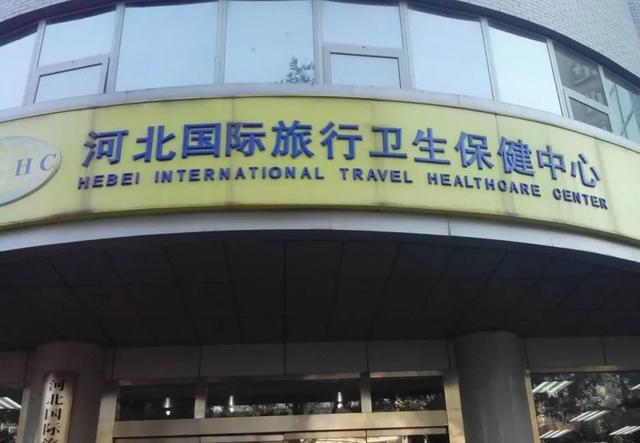 HC
河北国际旅行卫生保健中心
HEBEI INTERNATIONAL TRAVEL HEALTHCARE CENTER
河北国际旅